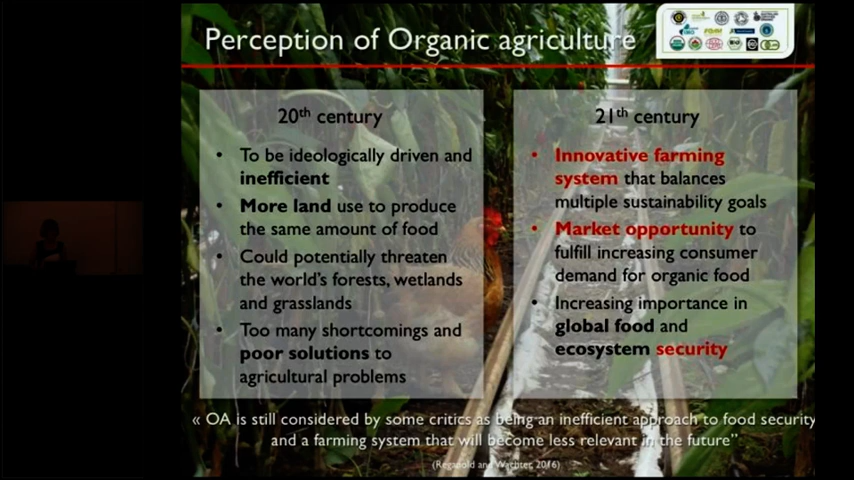 Perception of Organic agriculture
20th century
• To be ideologically driven and
inefficient
• More land use to produce
the same amount of food
• Could potentially threaten
the world's forests, wetlands
and grasslands
• Too many shortcomings and
poor solutions to
agricultural problems
21th century
• Innovative farming
system that balances
multiple sustainability goals
• Market opportunity to
fulfill increasing consumer
demand for organic food
• Increasing importance in
global food and
ecosystem security
« OA is still considered by some critics as being an inefficient approach to food security
and a farming system that will become less relevant in the future”
(Reganold and Wachter, 2016)